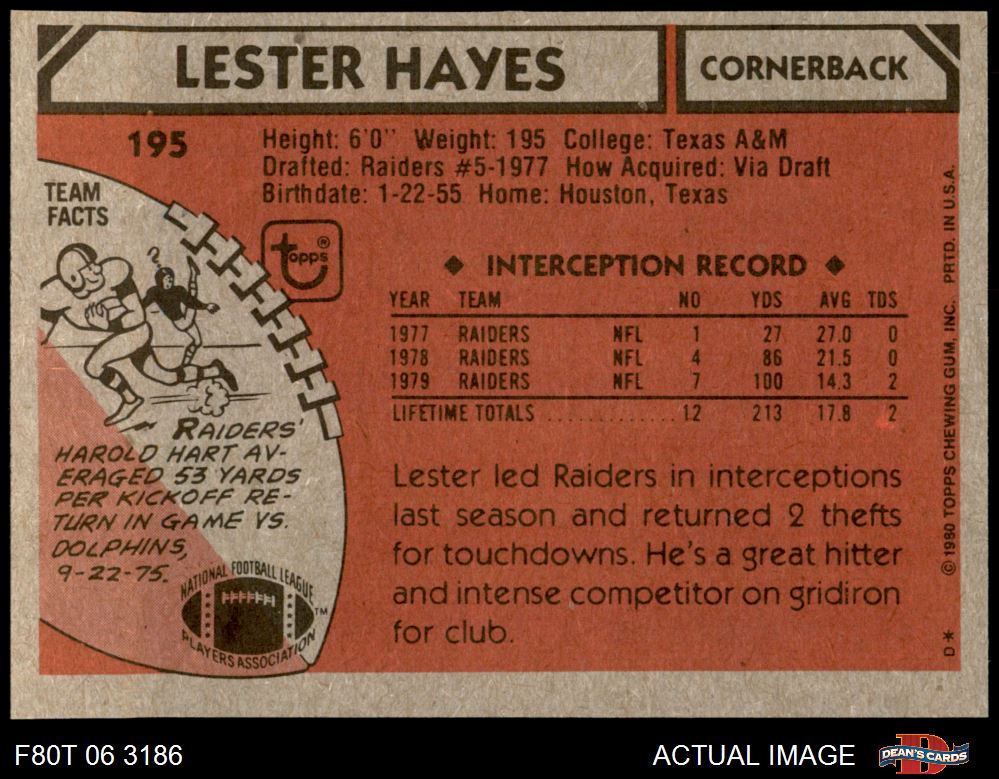 LESTER HAYES
CORNERBACK
195
Height: 6'0" Weight: 195 College: Texas A&M
Drafted: Raiders #5-1977 How Acquired: Via Draft
Birthdate: 1-22-55 Home: Houston, Texas
TEAM
FACTS
?
topps®
◆ INTERCEPTION RECORD ◆
YEAR TEAM NO YDS AVG TDS
1977 RAIDERS NFL 1 27 27.0 0
1978 RAIDERS NFL 4 86 21.5 0
1979 RAIDERS NFL 7 100 14.3 2
LIFETIME TOTALS .............. 12 213 17.8 2
RAIDERS'
HAROLD HART AV-
ERAGED 53 YARDS
PER KICKOFF RE-
TURN IN GAME VS.
DOLPHINS,
9-22-75.
NATIONAL FOOTBALL LEAGUE
PLAYERS ASSOCIATION
TM
Lester led Raiders in interceptions
last season and returned 2 thefts
for touchdowns. He's a great hitter
and intense competitor on gridiron
for club.
D* ©1980 TOPPS CHEWING GUM, INC. PRTD. IN U.S.A.
F80T 06 3186
ACTUAL IMAGE
D
DEAN'S CARDS